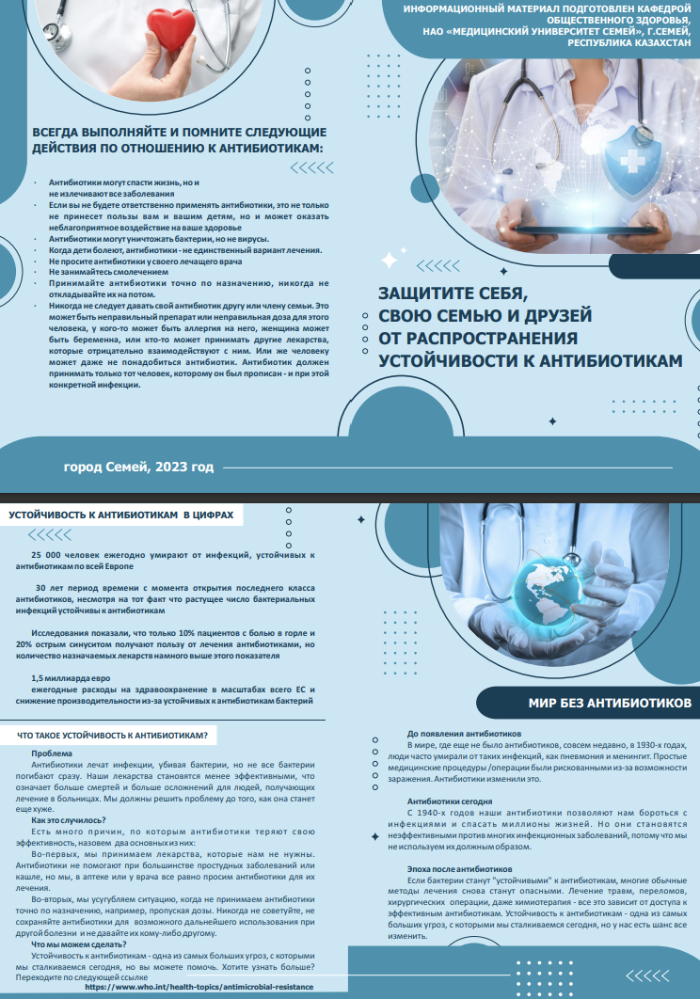 ИНФОРМАЦИОННЫЙ МАТЕРИАЛ ПОДГОТОВЛЕН КАФЕДРОЙ
ОБЩЕСТВЕННОГО ЗДОРОВЬЯ,
НАО «МЕДИЦИНСКИЙ УНИВЕРСИТЕТ СЕМЕЙ», Г.СЕМЕЙ,
РЕСПУБЛИКА КАЗАХСТАН
ВСЕГДА ВЫПОЛНЯЙТЕ И ПОМНИТЕ СЛЕДУЮЩИЕ
ДЕЙСТВИЯ ПО ОТНОШЕНИЮ К АНТИБИОТИКАМ:
· Антибиотики могут спасти жизнь, но и
не излечивают все заболевания
· Если вы не будете ответственно применять антибиотики, это не только
не принесет пользы вам и вашим детям, но и может оказать
неблагоприятное воздействие на ваше здоровье
· Антибиотики могут уничтожать бактерии, но не вирусы.
· Когда дети болеют, антибиотики - не единственный вариант лечения.
· Не просите антибиотики у своего лечащего врача
· Не занимайтесь смолечением
· Принимайте антибиотики точно по назначению, никогда не
откладывайте их на потом.
· Никогда не следует давать свой антибиотик другу или члену семьи. Это
может быть неправильный препарат или неправильная доза для этого
человека, у кого-то может быть аллергия на него, женщина может
быть беременна, или кто-то может принимать другие лекарства,
которые отрицательно взаимодействуют с ним. Или же человеку
может даже не понадобиться антибиотик. Антибиотик должен
принимать только тот человек, которому он был прописан - и при этой
конкретной инфекции.
ЗАЩИТИТЕ СЕБЯ,
СВОЮ СЕМЬЮ И ДРУЗЕЙ
ОТ РАСПРОСТРАНЕНИЯ
УСТОЙЧИВОСТИ К АНТИБИОТИКАМ
город Семей, 2023 год
УСТОЙЧИВОСТЬ К АНТИБИОТИКАМ В ЦИФРАХ
25 000 человек ежегодно умирают от инфекций, устойчивых к
антибиотикам по всей Европе
30 лет период времени с момента открытия последнего класса
антибиотиков, несмотря на тот факт что растущее число бактериальных
инфекций устойчивы к антибиотикам
Исследования показали, что только 10% пациентов с болью в горле и
20% острым синуситом получают пользу от лечения антибиотиками, но
количество назначаемых лекарств намного выше этого показателя
1,5 миллиарда евро
ежегодные расходы на здравоохранение в масштабах всего ЕС и
снижение производительности из-за устойчивых к антибиотикам бактерий
ЧТО ТАКОЕ УСТОЙЧИВОСТЬ К АНТИБИОТИКАМ?
Проблема
Антибиотики лечат инфекции, убивая бактерии, но не все бактерии
погибают сразу. Наши лекарства становятся менее эффективными, что
означает больше смертей и больше осложнений для людей, получающих
лечение в больницах. Мы должны решить проблему до того, как она станет
еще хуже.
Как это случилось?
Есть много причин, по которым антибиотики теряют свою
эффективность, назовем два основных из них:
Во-первых, мы принимаем лекарства, которые нам не нужны.
Антибиотики не помогают при большинстве простудных заболеваний или
кашле, но мы, в аптеке или у врача все равно просим антибиотики для их
лечения.
Во-вторых, мы усугубляем ситуацию, когда не принимаем антибиотики
точно по назначению, например, пропуская дозы. Никогда не советуйте, не
сохраняйте антибиотики для возможного дальнейшего использования при
другой болезни и не давайте их кому-либо другому.
Что мы можем сделать?
Устойчивость к антибиотикам - одна из самых больших угроз, с которыми
мы сталкиваемся сегодня, но вы можете помочь. Хотите узнать больше?
Переходите по следующей ссылке
https://www.who.int/health-topics/antimicrobial-resistance
МИР БЕЗ АНТИБИОТИКОВ
До появления антибиотиков
В мире, где еще не было антибиотиков, совсем недавно, в 1930-х годах,
люди часто умирали от таких инфекций, как пневмония и менингит. Простые
медицинские процедуры /операции были рискованными из-за возможности
заражения. Антибиотики изменили это.
Антибиотики сегодня
С 1940-х годов наши антибиотики позволяют нам бороться с
инфекциями и спасать миллионы жизней. Но они становятся
неэффективными против многих инфекционных заболеваний, потому что мы
не используем их должным образом.
Эпоха после антибиотиков
Если бактерии станут "устойчивыми" к антибиотикам, многие обычные
методы лечения снова станут опасными. Лечение травм, переломов,
хирургических операции, даже химиотерапия - все это зависит от доступа к
эффективным антибиотикам. Устойчивость к антибиотикам - одна из самых
больших угроз, с которыми мы сталкиваемся сегодня, но у нас есть шанс все
изменить.